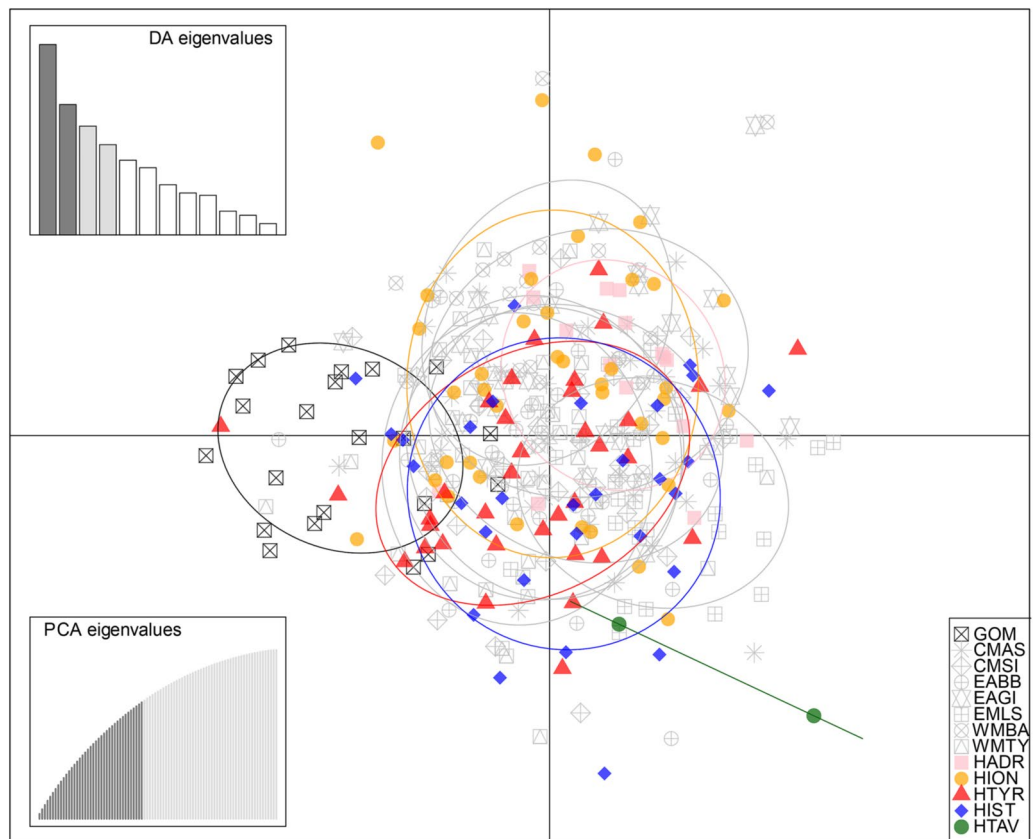 DA eigenvalues
PCA eigenvalues
GOM
CMAS
CMSI
EABB
EAGI
EMLS
WMBA
WMTY
HADR
HION
HTYR
HIST
HTAV